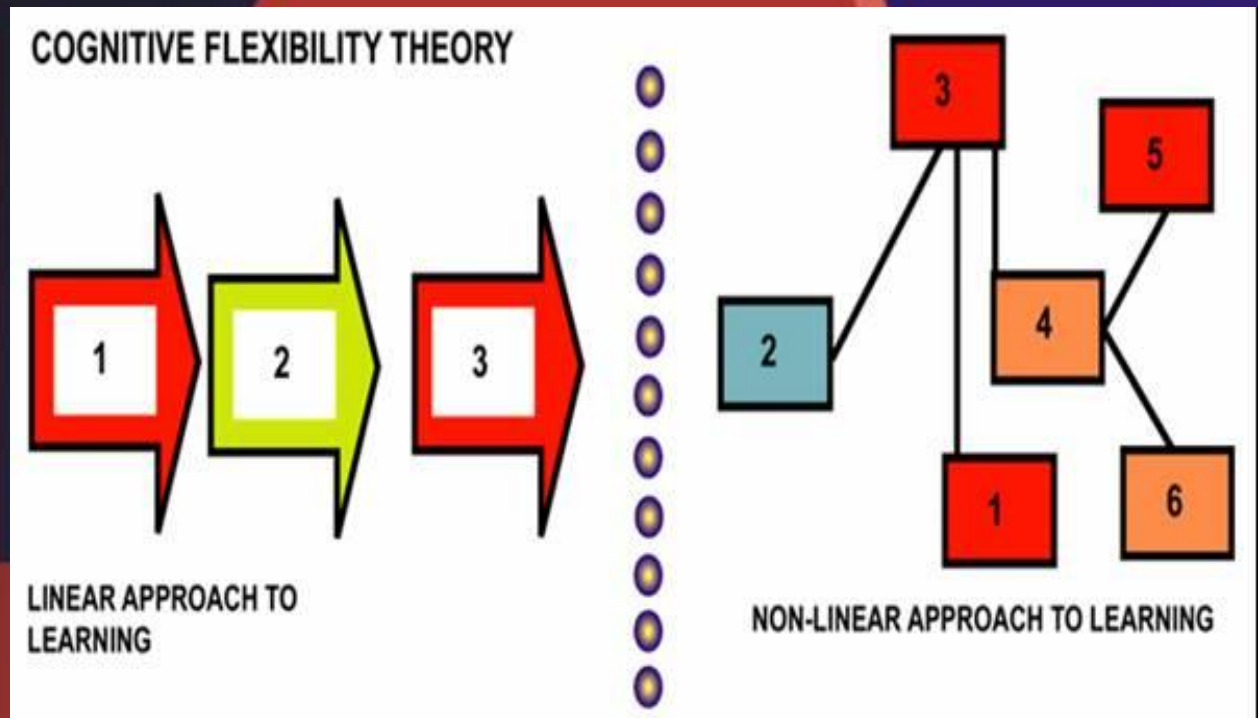 COGNITIVE FLEXIBILITY THEORY
1
2
3
LINEAR APPROACH TO
LEARNING
3
5
4
2
1
6
NON-LINEAR APPROACH TO LEARNING